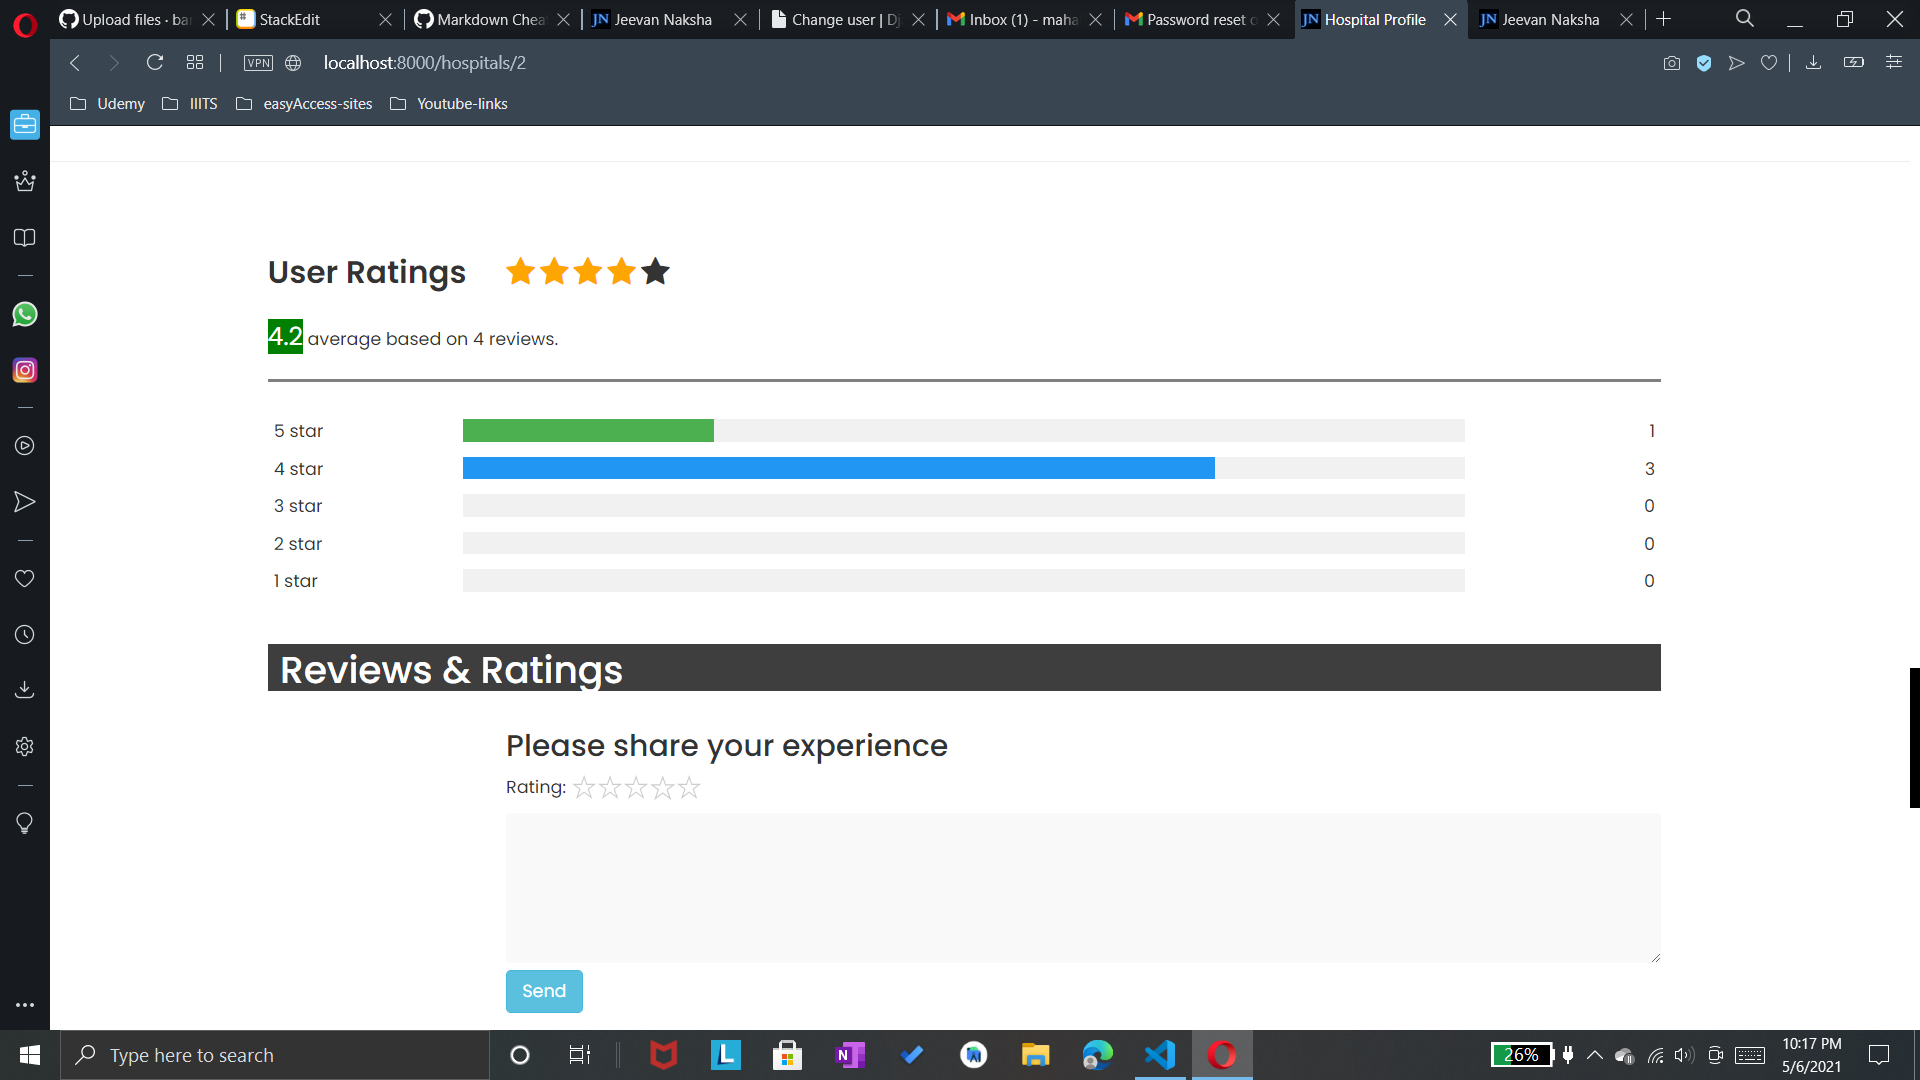 Upload files · ba
StackEdit
Markdown Chea
JN Jeevan Naksha
Change user | Dj
Inbox (1) - maha
Password reset o
JN Hospital Profile
JN Jeevan Naksha
VPN
localhost:8000/hospitals/2
Udemy
IIITS
easyAccess-sites
Youtube-links
User Ratings
4.2 average based on 4 reviews.
5 star 1
4 star 3
3 star 0
2 star 0
1 star 0
Reviews & Ratings
Please share your experience
Rating:
Send
Type here to search
L
N
26%
10:17 PM
5/6/2021